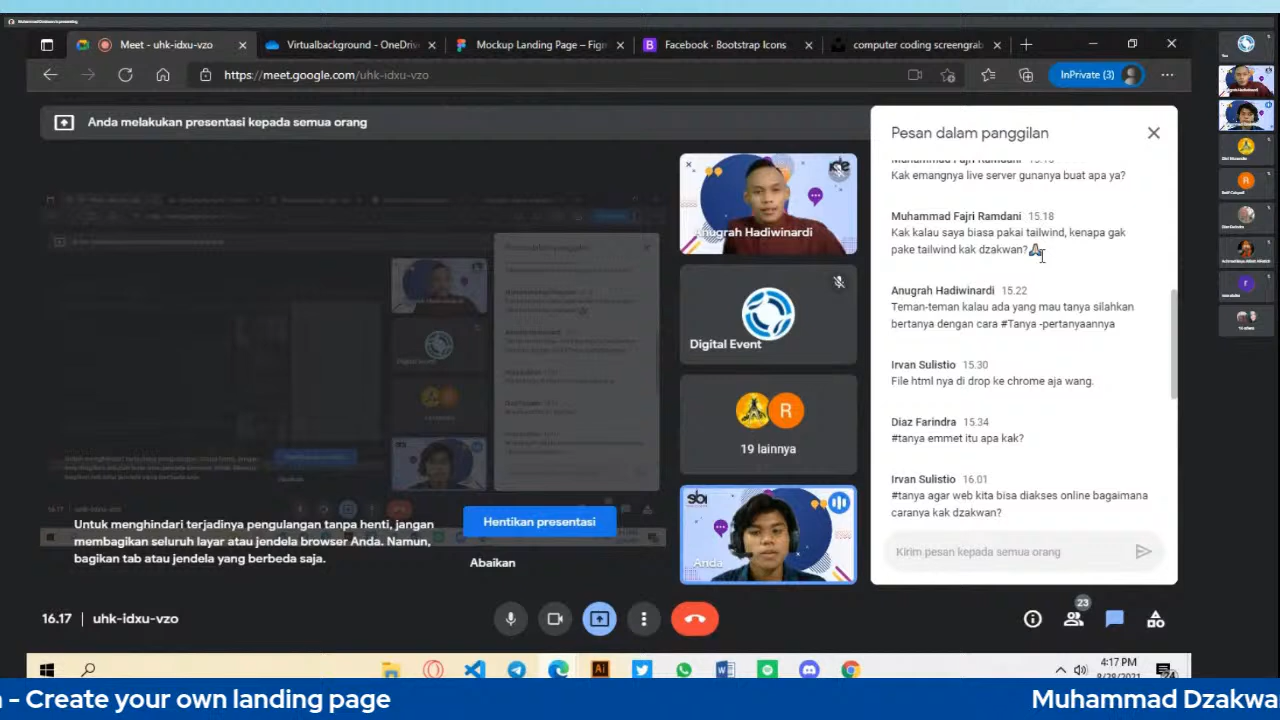 Meet - uhk-idxu-vzo
Virtualbackground - OneDriv
Mockup Landing Page – Fig
Facebook · Bootstrap Icons
computer coding screengrab
https://meet.google.com/uhk-idxu-vzo
InPrivate (3)
Anda melakukan presentasi kepada semua orang
Anugrah Hadiwinardi
Digital Event
R
19 lainnya
sbi
Anda
Untuk menghindari terjadinya pengulangan tanpa henti, jangan
membagikan seluruh layar atau jendela browser Anda. Namun,
bagikan tab atau jendela yang berbeda saja.
Hentikan presentasi
Abaikan
Pesan dalam panggilan
Muhammad Fajri Ramdani
Kak emangnya live server gunanya buat apa ya?
Muhammad Fajri Ramdani 15.18
Kak kalau saya biasa pakai tailwind, kenapa gak
pake tailwind kak dzakwan?🙏
Anugrah Hadiwinardi 15.22
Teman-teman kalau ada yang mau tanya silahkan
bertanya dengan cara #Tanya -pertanyaannya
Irvan Sulistio 15.30
File html nya di drop ke chrome aja wang.
Diaz Farindra 15.34
#tanya emmet itu apa kak?
Irvan Sulistio 16.01
#tanya agar web kita bisa diakses online bagaimana
caranya kak dzakwan?
Kirim pesan kepada semua orang
16.17 | uhk-idxu-vzo
23
4:17 PM
- Create your own landing page
Muhammad Dzakwa